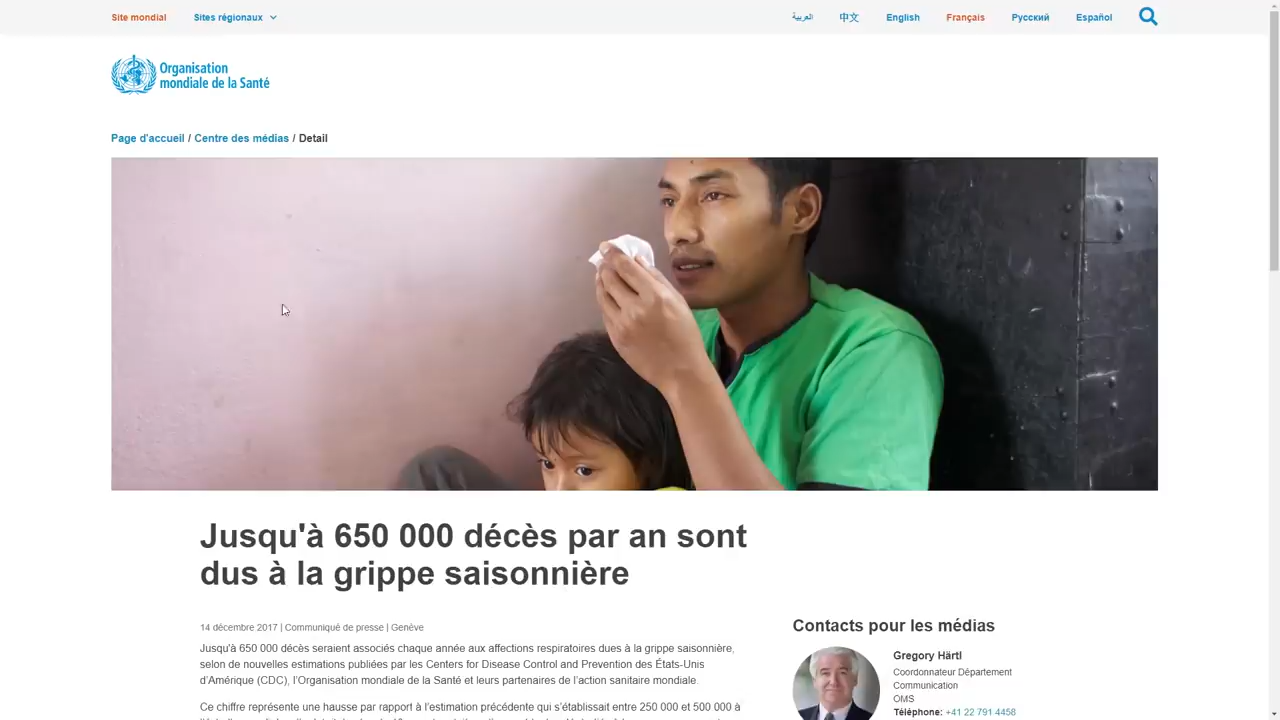 Site mondial Sites régionaux العربية 中文 English Français Русский Español
Organisation
mondiale de la Santé
Page d'accueil / Centre des médias / Detail
Jusqu'à 650 000 décès par an sont
dus à la grippe saisonnière
14 décembre 2017 | Communiqué de presse | Genève
Jusqu'à 650 000 décès seraient associés chaque année aux affections respiratoires dues à la grippe saisonnière,
selon de nouvelles estimations publiées par les Centers for Disease Control and Prevention des États-Unis
d'Amérique (CDC), l'Organisation mondiale de la Santé et leurs partenaires de l'action sanitaire mondiale.
Ce chiffre représente une hausse par rapport à l'estimation précédente qui s'établissait entre 250 000 et 500 000 à
Contacts pour les médias
Gregory Härtl
Coordonnateur Département
Communication
OMS
Téléphone: +41 22 791 4458